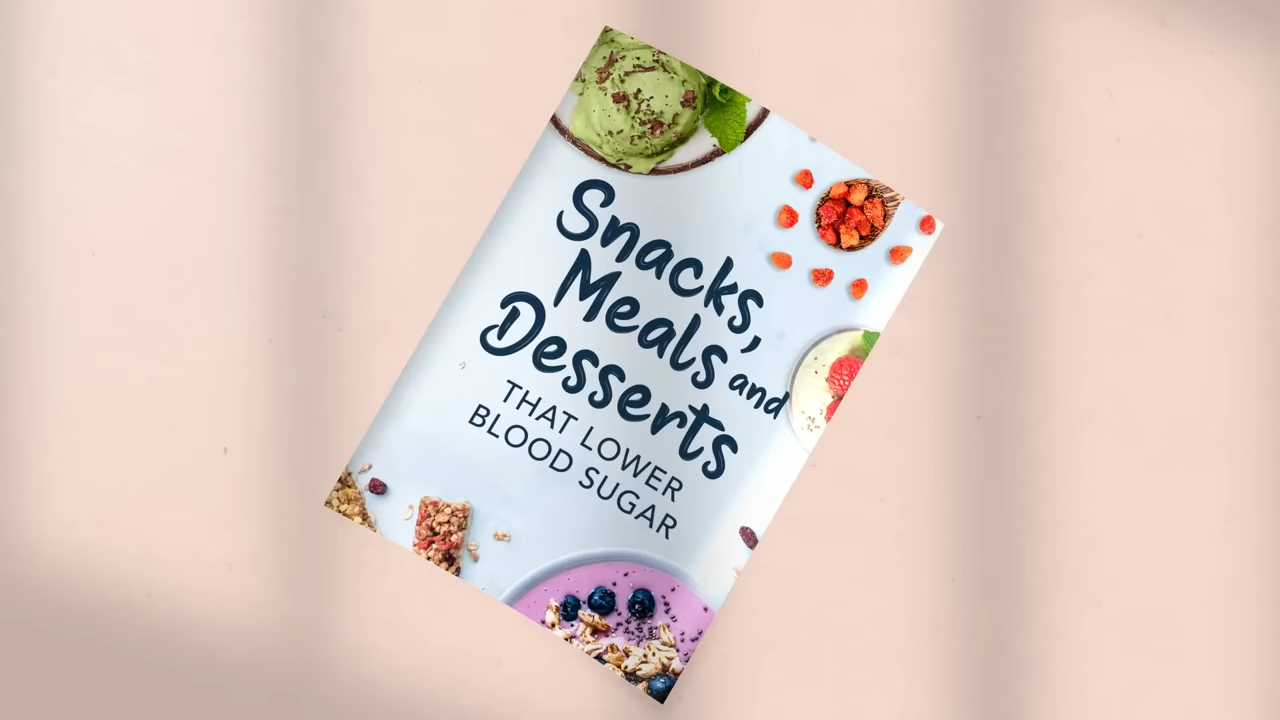 Snacks,
Meals and
Desserts
THAT LOWER
BLOOD SUGAR